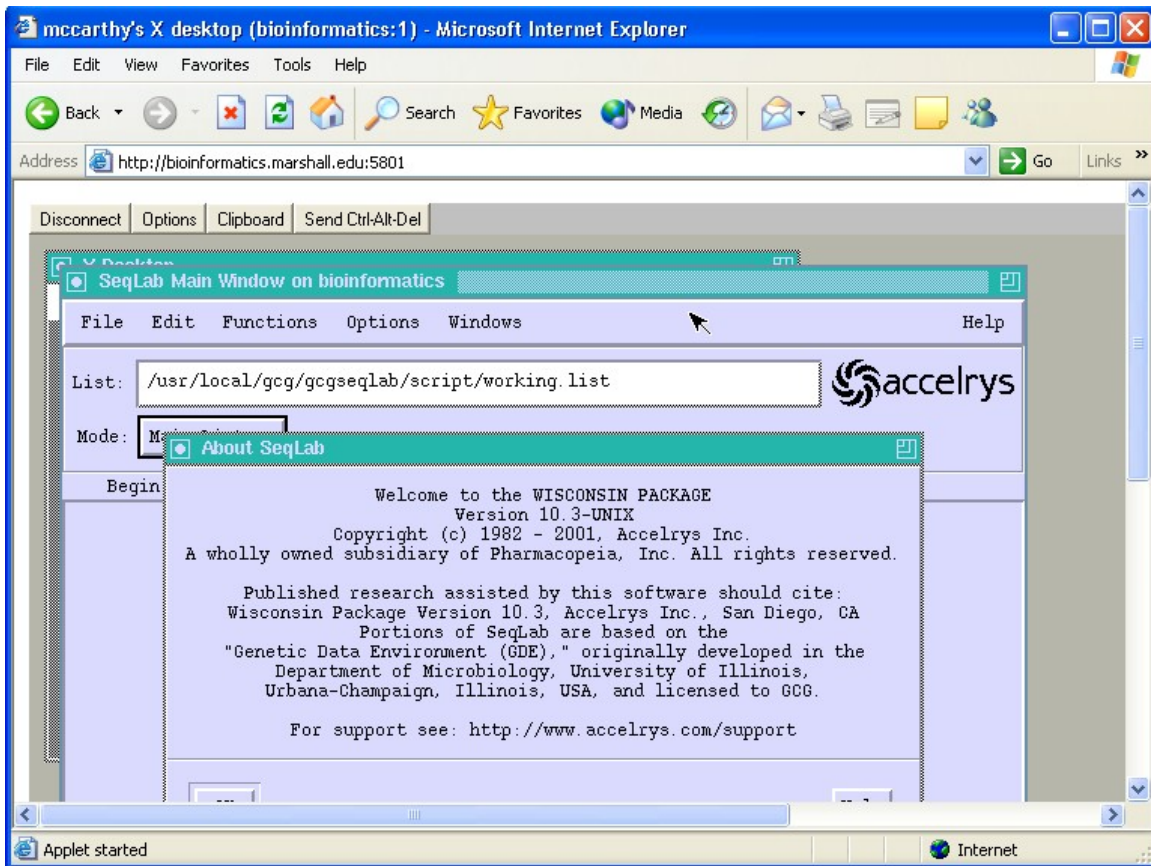 mccarthy's X desktop (bioinformatics:1) - Microsoft Internet Explorer
File Edit View Favorites Tools Help
Back Search Favorites Media
Address http://bioinformatics.marshall.edu:5801 Go Links »
Disconnect Options Clipboard Send Ctrl-Alt-Del
X Desktop
SeqLab Main Window on bioinformatics
File Edit Functions Options Windows Help
List: /usr/local/gcg/gcgseqlab/script/working.list accelrys
Mode:
About SeqLab
Begin
Welcome to the WISCONSIN PACKAGE
Version 10.3-UNIX
Copyright (c) 1982 - 2001, Accelrys Inc.
A wholly owned subsidiary of Pharmacopeia, Inc. All rights reserved.
Published research assisted by this software should cite:
Wisconsin Package Version 10.3, Accelrys Inc., San Diego, CA
Portions of SeqLab are based on the
"Genetic Data Environment (GDE)," originally developed in the
Department of Microbiology, University of Illinois,
Urbana-Champaign, Illinois, USA, and licensed to GCG.
For support see: http://www.accelrys.com/support
Applet started Internet